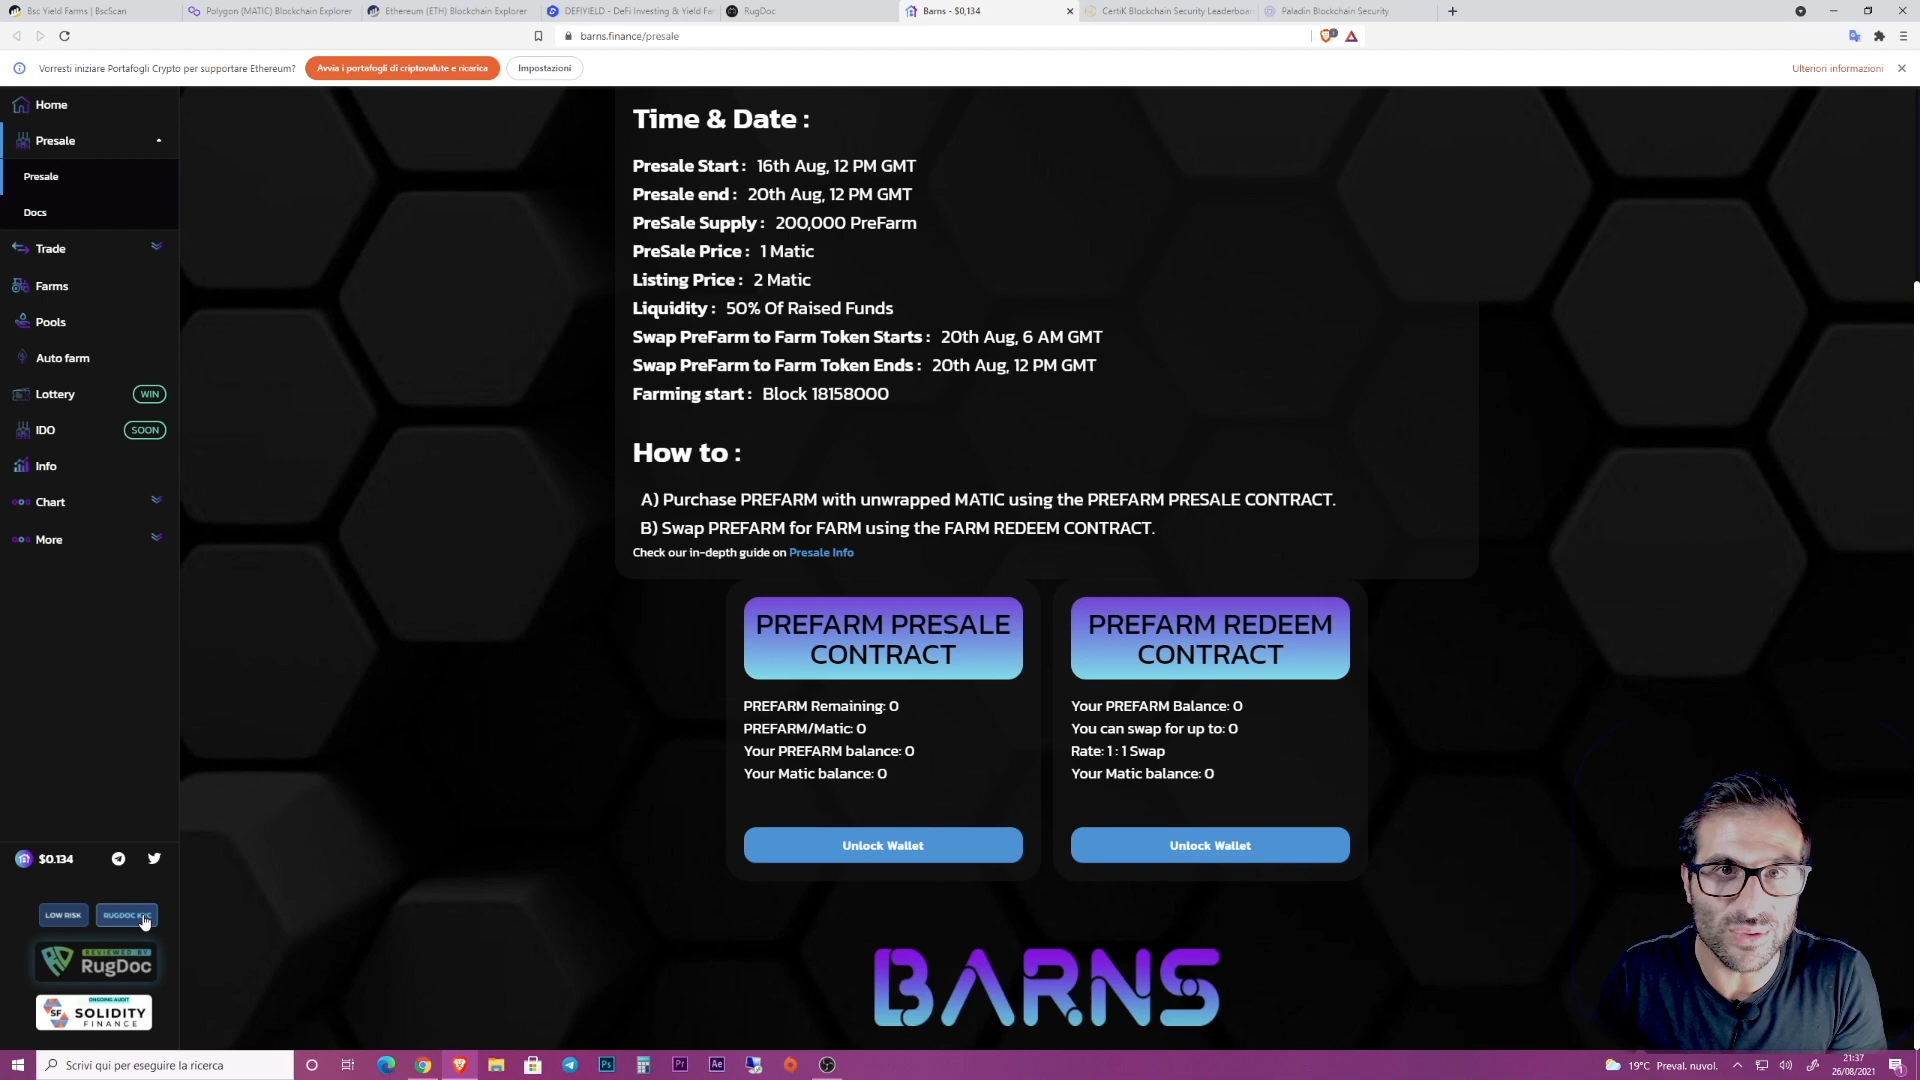 Bsc Yield Farms | BscScan
Polygon (MATIC) Blockchain Explorer
Ethereum (ETH) Blockchain Explorer
DEFIYIELD - DeFi Investing & Yield Fa
RugDoc
Barns - $0,134
CertiK Blockchain Security Leaderboa
Paladin Blockchain Security
barns.finance/presale
Vorresti iniziare Portafogli Crypto per supportare Ethereum?
Avvia i portafogli di criptovalute e ricarica
Impostazioni
Ulteriori informazioni
Home
Presale
Presale
Docs
Trade
Farms
Pools
Auto farm
Lottery
WIN
IDO
SOON
Info
Chart
More
$0.134
LOW RISK
RUGDOC
REVIEWED BY
RugDoc
ONGOING AUDIT
SF
SOLIDITY
FINANCE
Time & Date :
Presale Start : 16th Aug, 12 PM GMT
Presale end : 20th Aug, 12 PM GMT
PreSale Supply : 200,000 PreFarm
PreSale Price : 1 Matic
Listing Price : 2 Matic
Liquidity : 50% Of Raised Funds
Swap PreFarm to Farm Token Starts : 20th Aug, 6 AM GMT
Swap PreFarm to Farm Token Ends : 20th Aug, 12 PM GMT
Farming start : Block 18158000
How to :
A) Purchase PREFARM with unwrapped MATIC using the PREFARM PRESALE CONTRACT.
B) Swap PREFARM for FARM using the FARM REDEEM CONTRACT.
Check our in-depth guide on Presale Info
PREFARM PRESALE
CONTRACT
PREFARM Remaining: 0
PREFARM/Matic: 0
Your PREFARM balance: 0
Your Matic balance: 0
Unlock Wallet
PREFARM REDEEM
CONTRACT
Your PREFARM Balance: 0
You can swap for up to: 0
Rate: 1 : 1 Swap
Your Matic balance: 0
Unlock Wallet
BARNS
Scrivi qui per eseguire la ricerca
Ps
Pr
Ae
19°C Preval. nuvol.
21:37
26/08/2021